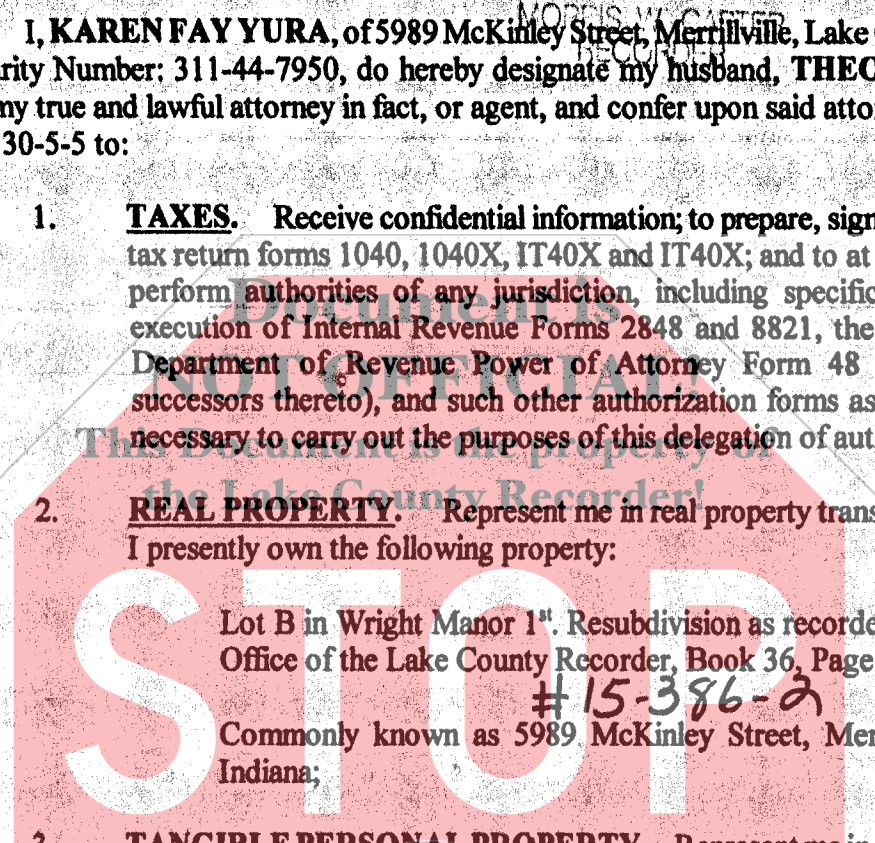 MORRIS W. CARTER
RECORDER
I, KAREN FAY YURA, of 5989 McKinley Street, Merrillville, Lake
rity Number: 311-44-7950, do hereby designate my husband, THEO
my true and lawful attorney in fact, or agent, and confer upon said atto
30-5-5 to:
1. TAXES. Receive confidential information; to prepare, sign
tax return forms 1040, 1040X, IT40X and IT40X; and to at
perform authorities of any jurisdiction, including specific
execution of Internal Revenue Forms 2848 and 8821, the
Department of Revenue Power of Attorney Form 48
successors thereto), and such other authorization forms as
necessary to carry out the purposes of this delegation of aut
Document is
NOT OFFICIAL!
This Document is the property of
the Lake County Recorder!
2. REAL PROPERTY. Represent me in real property trans
I presently own the following property:
STOP
Lot B in Wright Manor 1st. Resubdivision as recorde
Office of the Lake County Recorder, Book 36, Page
#15-386-2
Commonly known as 5989 McKinley Street, Mer
Indiana;
3. TANGIBLE PERSONAL PROPERTY. Represent me in